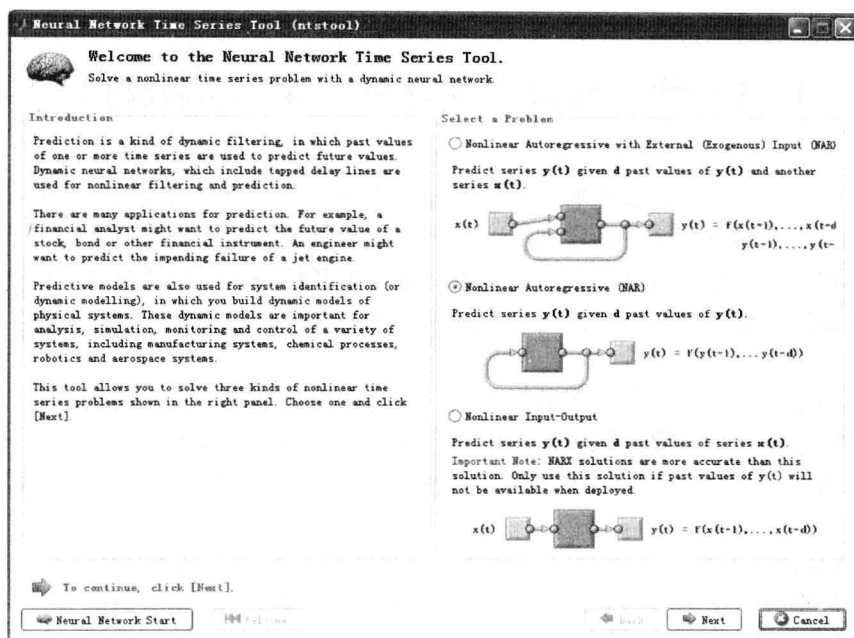 Neural Network Time Series Tool (ntstool)
Welcome to the Neural Network Time Series Tool.
Solve a nonlinear time series problem with a dynamic neural network.
Introduction
Prediction is a kind of dynamic filtering, in which past values
of one or more time series are used to predict future values.
Dynamic neural networks, which include tapped delay lines are
used for nonlinear filtering and prediction.
There are many applications for prediction. For example, a
financial analyst might want to predict the future value of a
stock, bond or other financial instrument. An engineer might
want to predict the impending failure of a jet engine.
Predictive models are also used for system identification (or
dynamic modelling), in which you build dynamic models of
physical systems. These dynamic models are important for
analysis, simulation, monitoring and control of a variety of
systems, including manufacturing systems, chemical processes,
robotics and aerospace systems.
This tool allows you to solve three kinds of nonlinear time
series problems shown in the right panel. Choose one and click
[Next].
Select a Problem
Nonlinear Autoregressive with External (Exogenous) Input (NAR
Predict series y(t) given d past values of y(t) and another
series x(t).
x(t)
y(t) = f(x(t-1),...,x(t-d
y(t-1),...,y(t-
Nonlinear Autoregressive (NAR)
Predict series y(t) given d past values of y(t).
y(t) = f(y(t-1),...y(t-d))
Nonlinear Input-Output
Predict series y(t) given d past values of series x(t).
Important Note: NARX solutions are more accurate than this
solution. Only use this solution if past values of y(t) will
not be available when deployed.
x(t)
y(t) = f(x(t-1),...,x(t-d))
To continue, click [Next].
Neural Network Start
Welcome
Back
Next
Cancel